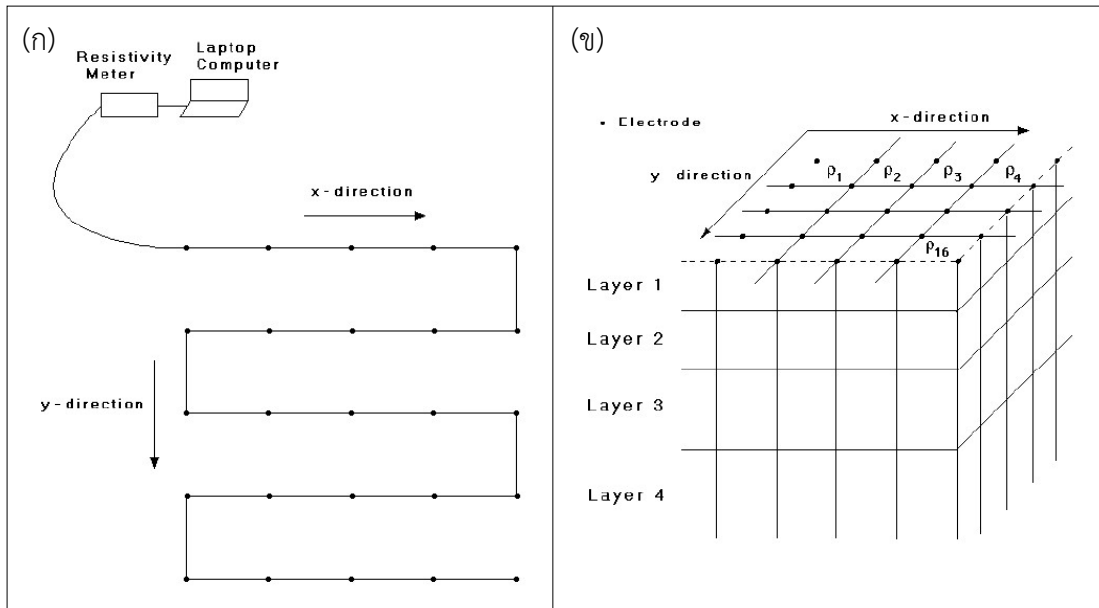 (ก)
Resistivity
Meter
Laptop
Computer
x-direction
y-direction
(ข)
• Electrode
x-direction
y direction
ρ1 ρ2 ρ3 ρ4
ρ16
Layer 1
Layer 2
Layer 3
Layer 4